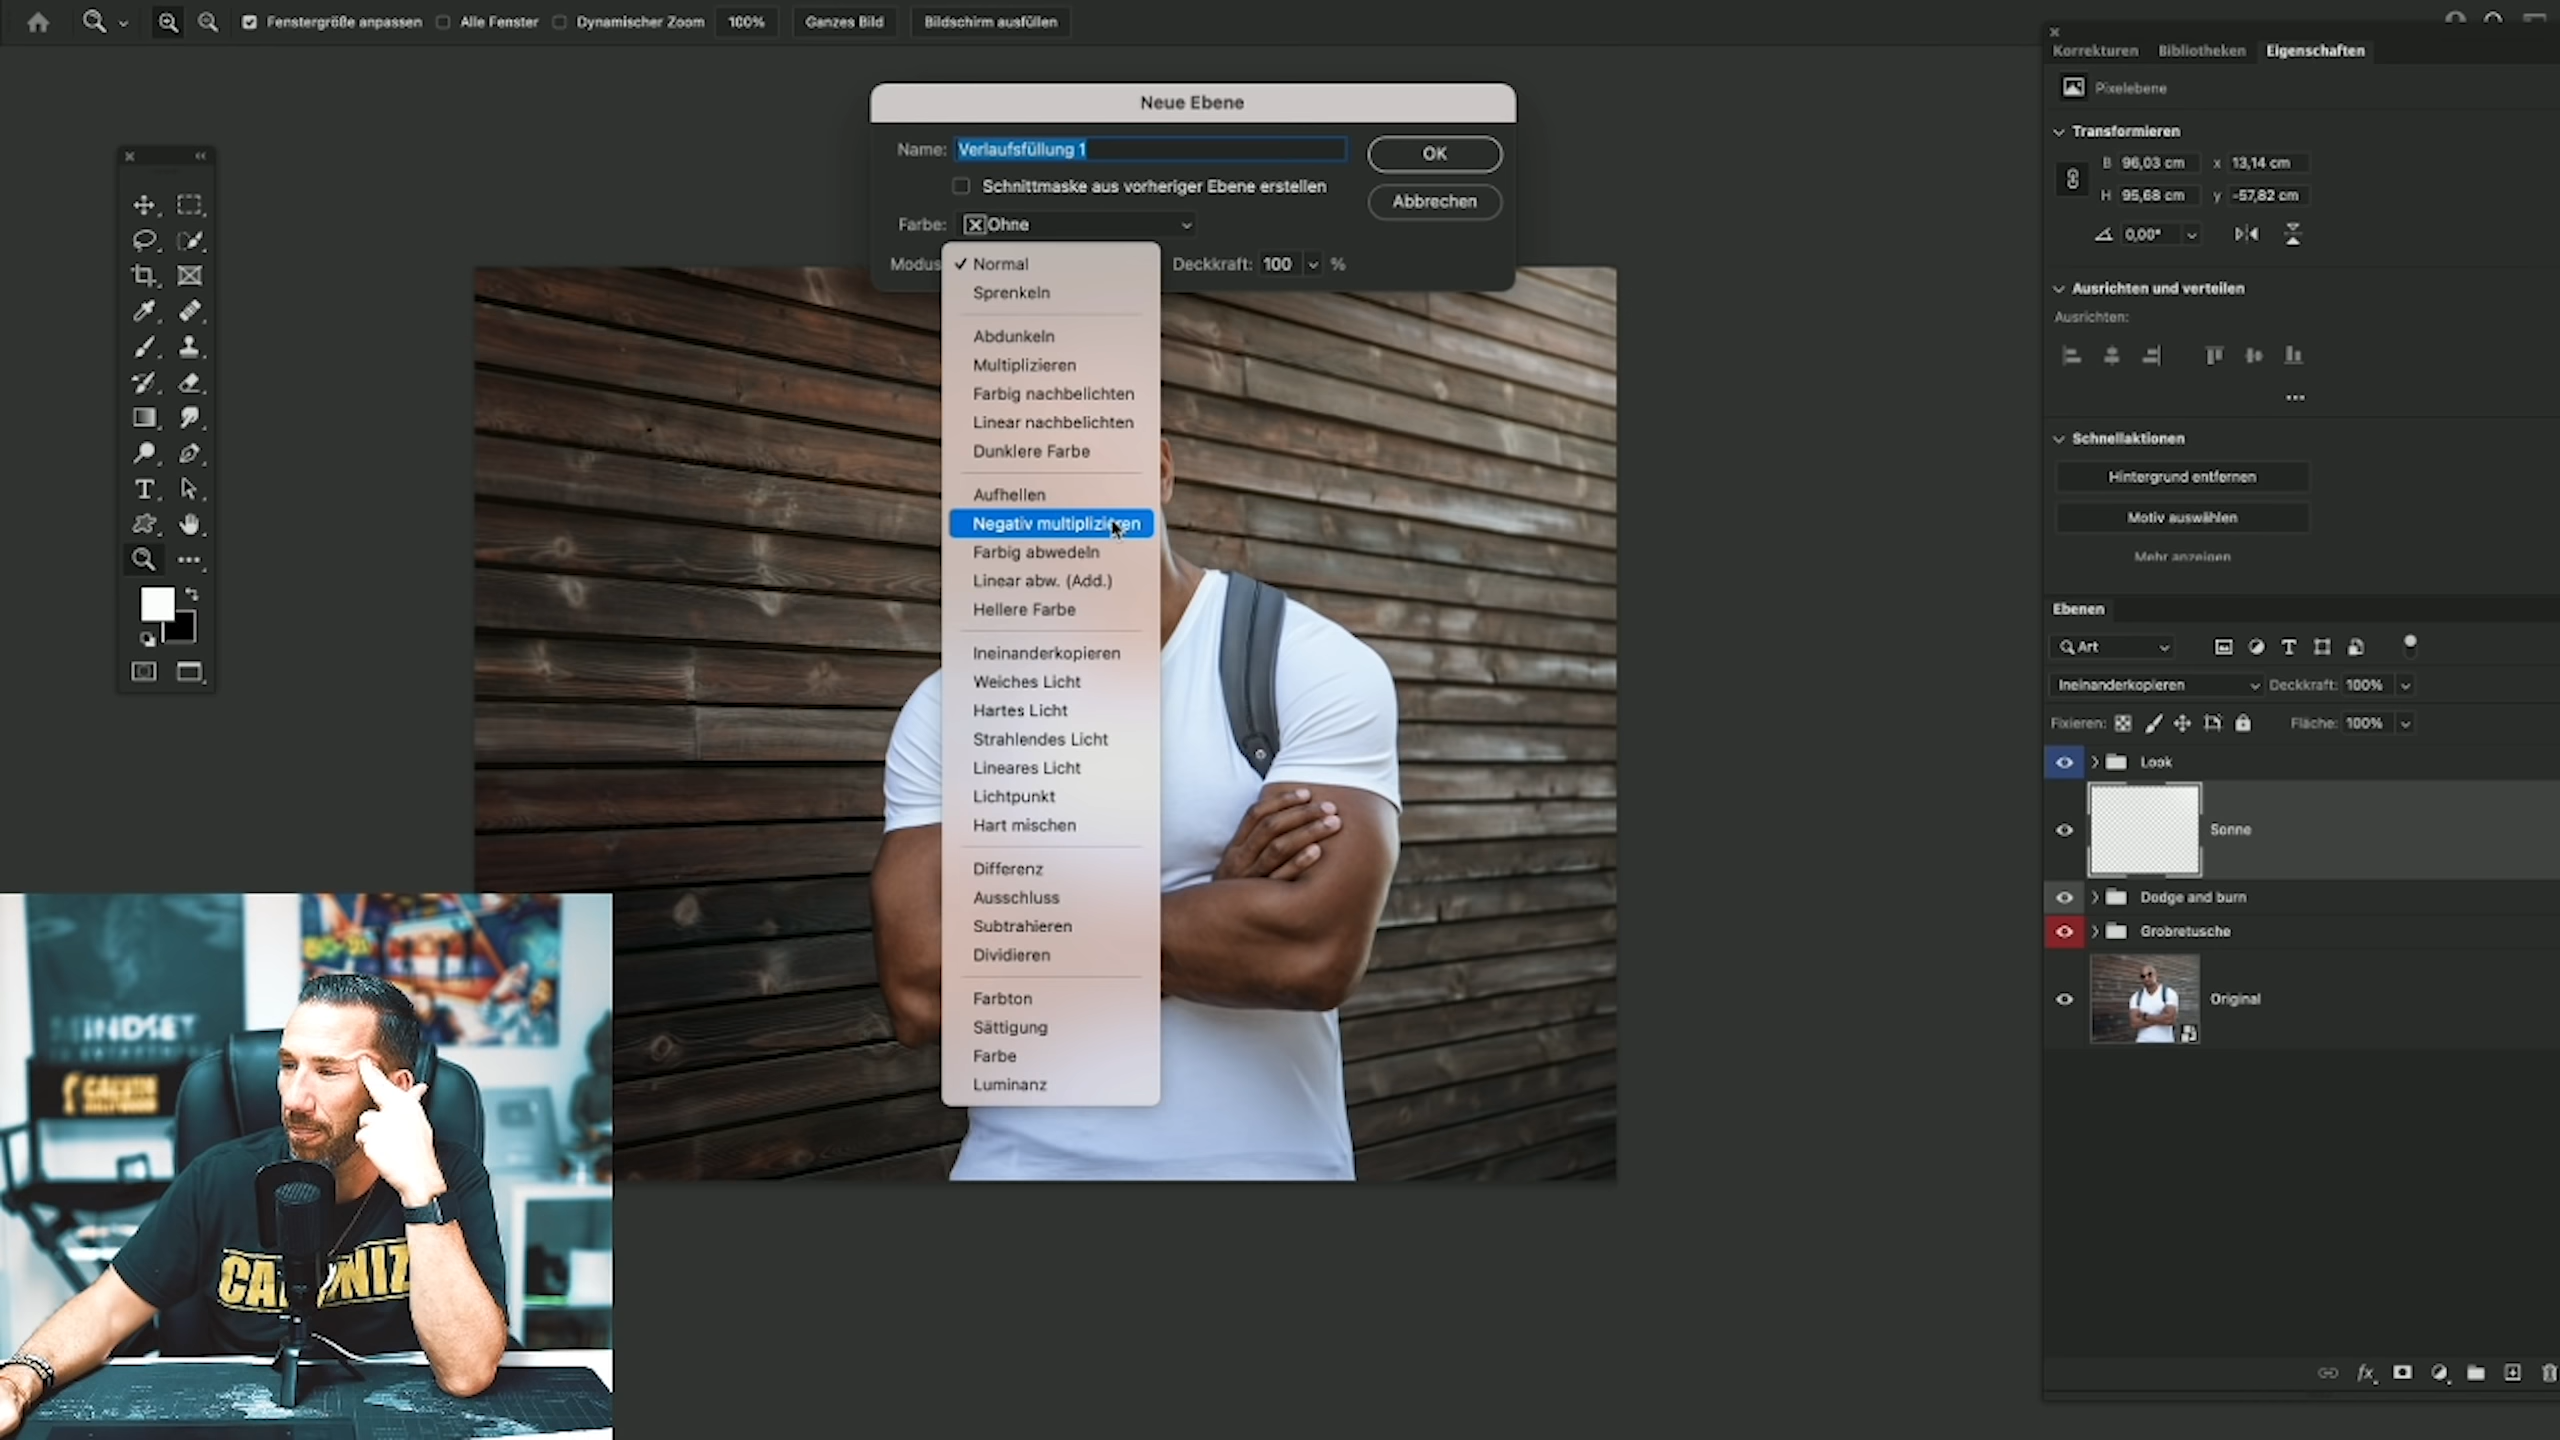 Fenstergröße anpassen
Alle Fenster
Dynamischer Zoom
100%
Ganzes Bild
Bildschirm ausfüllen
Neue Ebene
Name: Verlaufsfüllung 1
OK
Schnittmaske aus vorheriger Ebene erstellen
Abbrechen
Farbe: Ohne
Modus
Deckkraft: 100 %
Normal
Sprenkeln
Abdunkeln
Multiplizieren
Farbig nachbelichten
Linear nachbelichten
Dunklere Farbe
Aufhellen
Negativ multiplizieren
Farbig abwedeln
Linear abw. (Add.)
Hellere Farbe
Ineinanderkopieren
Weiches Licht
Hartes Licht
Strahlendes Licht
Lineares Licht
Lichtpunkt
Hart mischen
Differenz
Ausschluss
Subtrahieren
Dividieren
Farbton
Sättigung
Farbe
Luminanz
Korrekturen Bibliotheken Eigenschaften
Pixelebene
Transformieren
B 96,03 cm x 13,14 cm
H 95,68 cm y -57,82 cm
0,00°
Ausrichten und verteilen
Ausrichten:
Schnellaktionen
Hintergrund entfernen
Motiv auswählen
Mehr anzeigen
Ebenen
Art
Ineinanderkopieren Deckkraft: 100%
Fixieren: Fläche: 100%
Look
Sonne
Dodge and burn
Grobretusche
Original
MINDSET